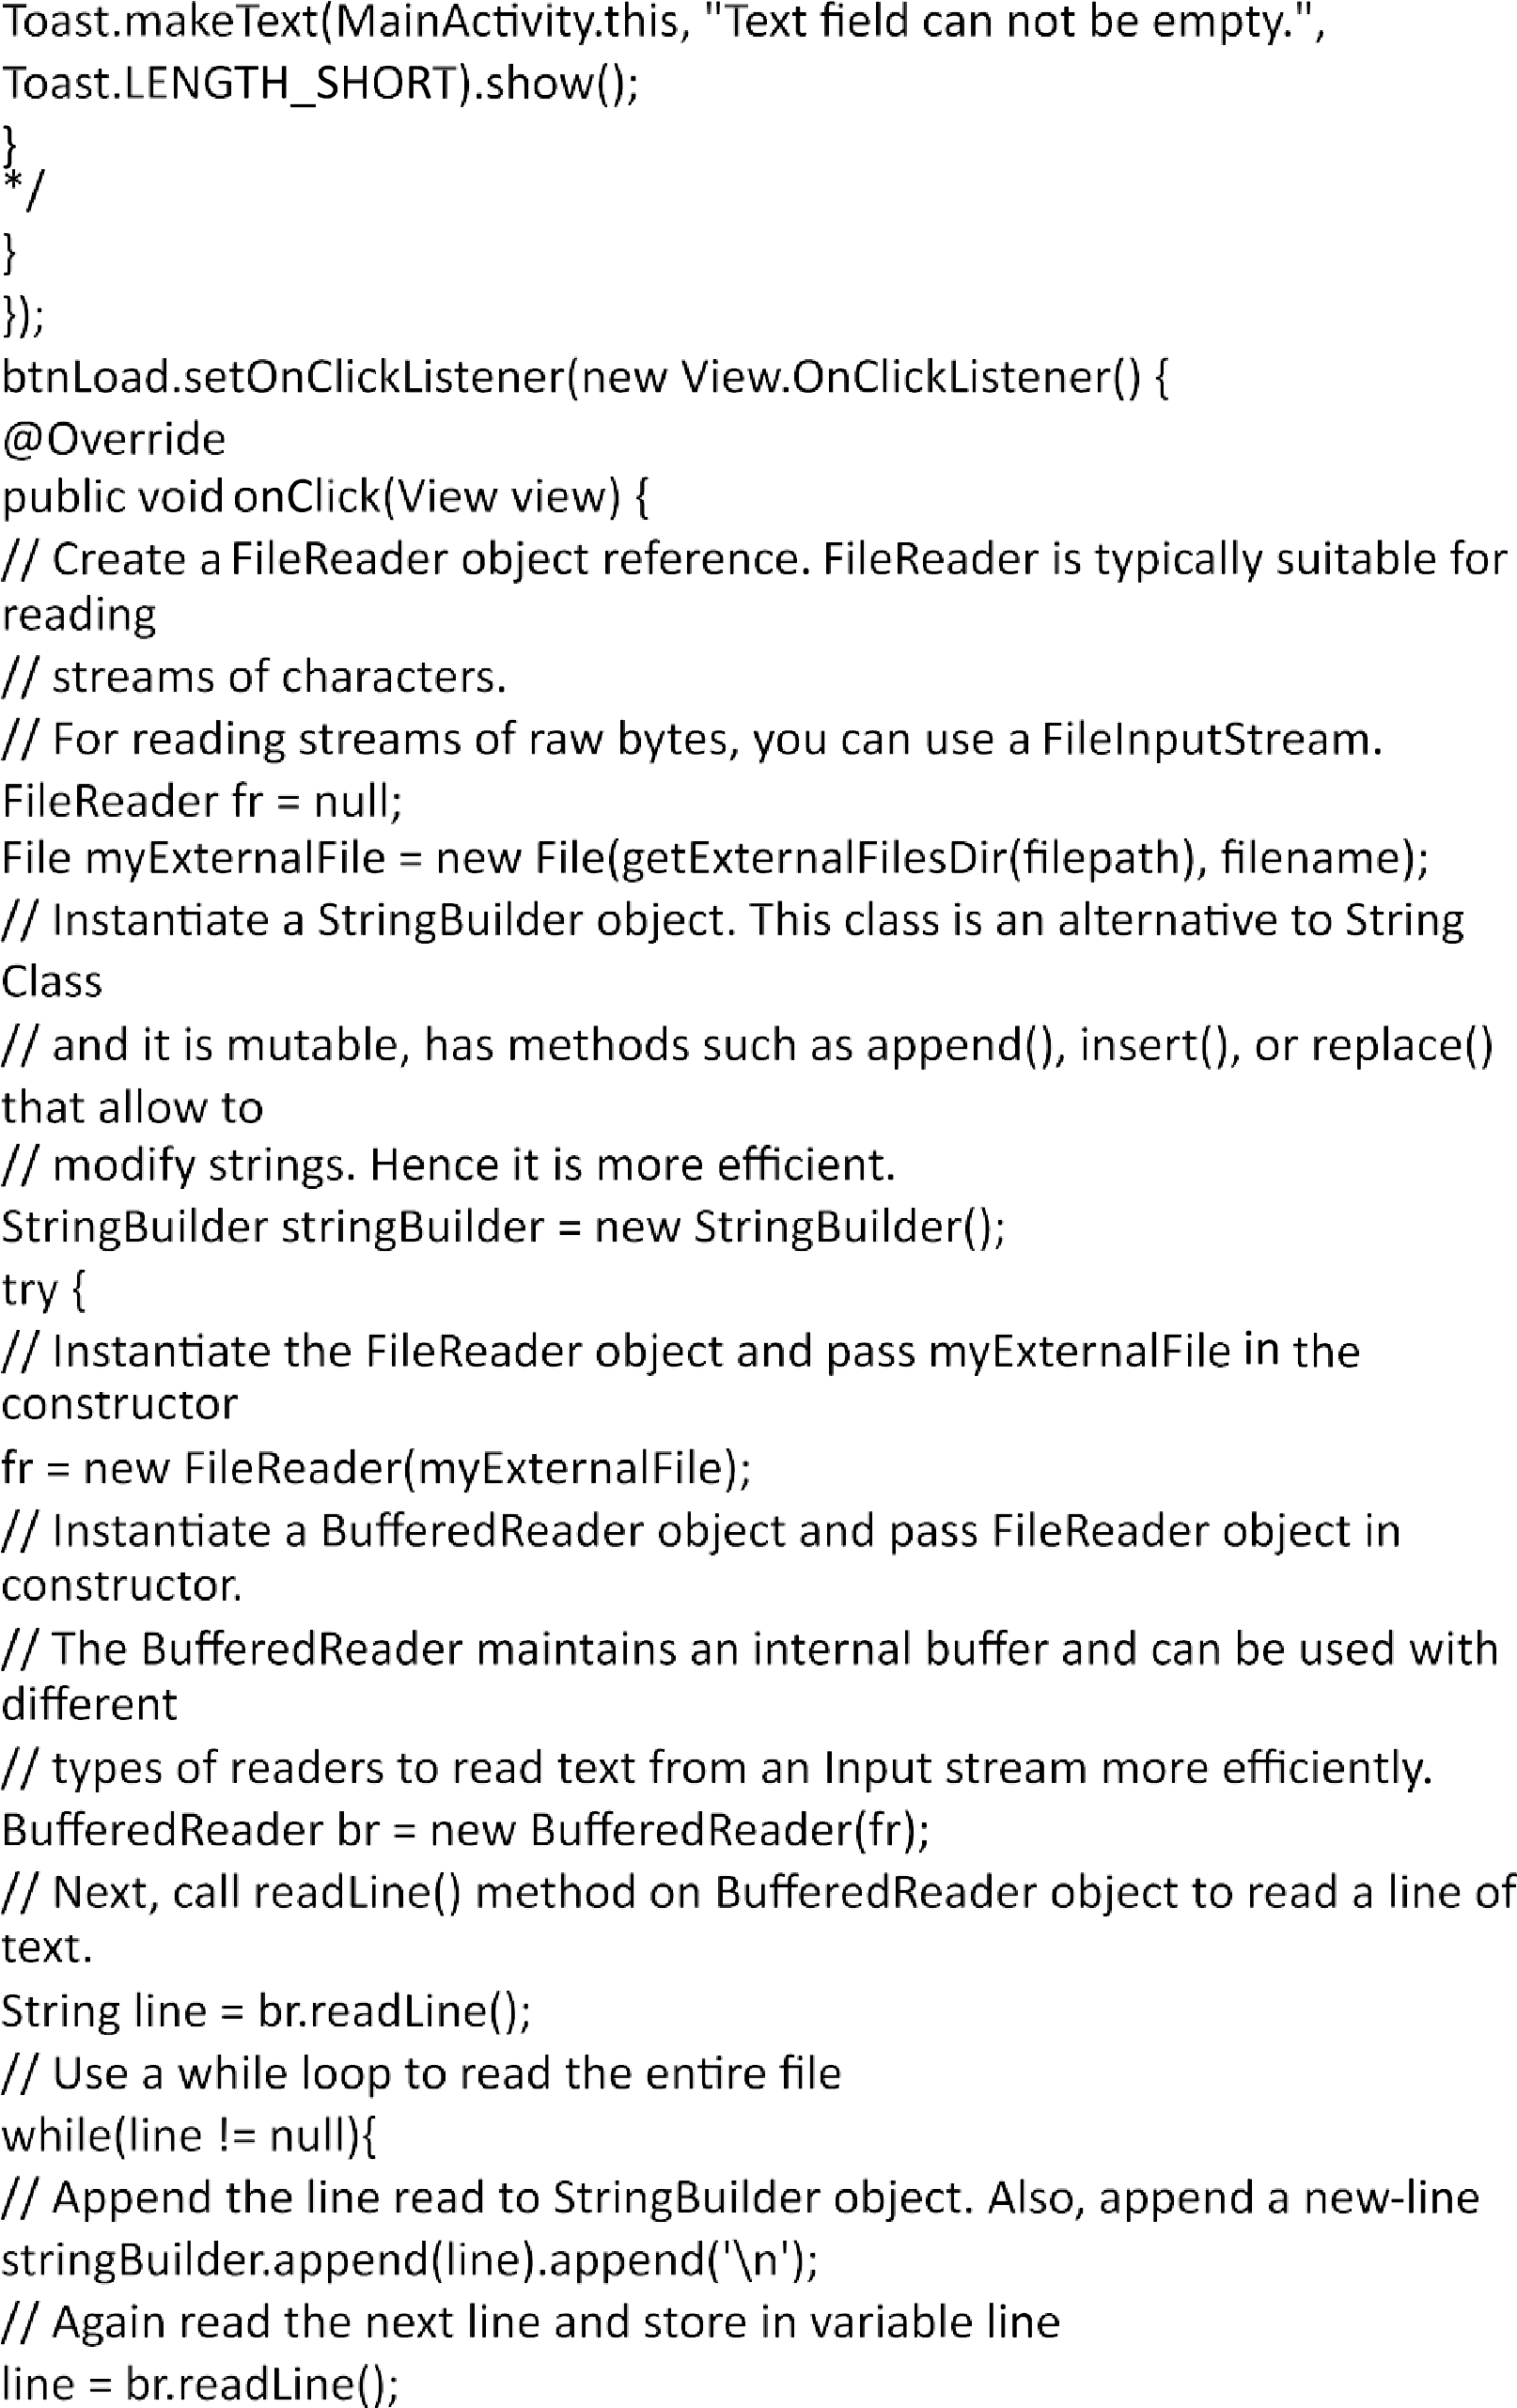 Toast.makeText(MainActivity.this, "Text field can not be empty.",
Toast.LENGTH_SHORT).show();
}
*/
}
});
btnLoad.setOnClickListener(new View.OnClickListener() {
@Override
public void onClick(View view) {
// Create a FileReader object reference. FileReader is typically suitable for
reading
// streams of characters.
// For reading streams of raw bytes, you can use a FileInputStream.
FileReader fr = null;
File myExternalFile = new File(getExternalFilesDir(filepath), filename);
// Instantiate a StringBuilder object. This class is an alternative to String
Class
// and it is mutable, has methods such as append(), insert(), or replace()
that allow to
// modify strings. Hence it is more efficient.
StringBuilder stringBuilder = new StringBuilder();
try {
// Instantiate the FileReader object and pass myExternalFile in the
constructor
fr = new FileReader(myExternalFile);
// Instantiate a BufferedReader object and pass FileReader object in
constructor.
// The BufferedReader maintains an internal buffer and can be used with
different
// types of readers to read text from an Input stream more efficiently.
BufferedReader br = new BufferedReader(fr);
// Next, call readLine() method on BufferedReader object to read a line of
text.
String line = br.readLine();
// Use a while loop to read the entire file
while(line != null){
// Append the line read to StringBuilder object. Also, append a new-line
stringBuilder.append(line).append('\n');
// Again read the next line and store in variable line
line = br.readLine();